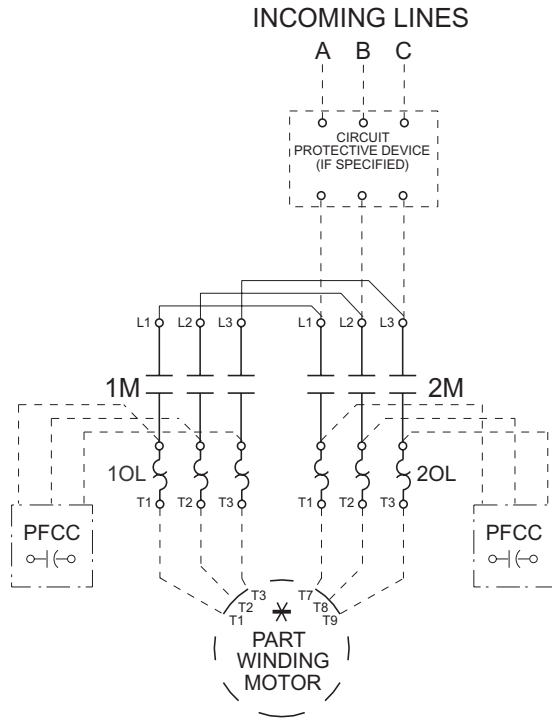 INCOMING LINES
A B C
CIRCUIT
PROTECTIVE DEVICE
(IF SPECIFIED)
L1 L2 L3 L1 L2 L3
1M 2M
1OL 2OL
T1 T2 T3 T1 T2 T3
PFCC PFCC
T3 T7
T2 T8
T1 T9
PART
WINDING
MOTOR